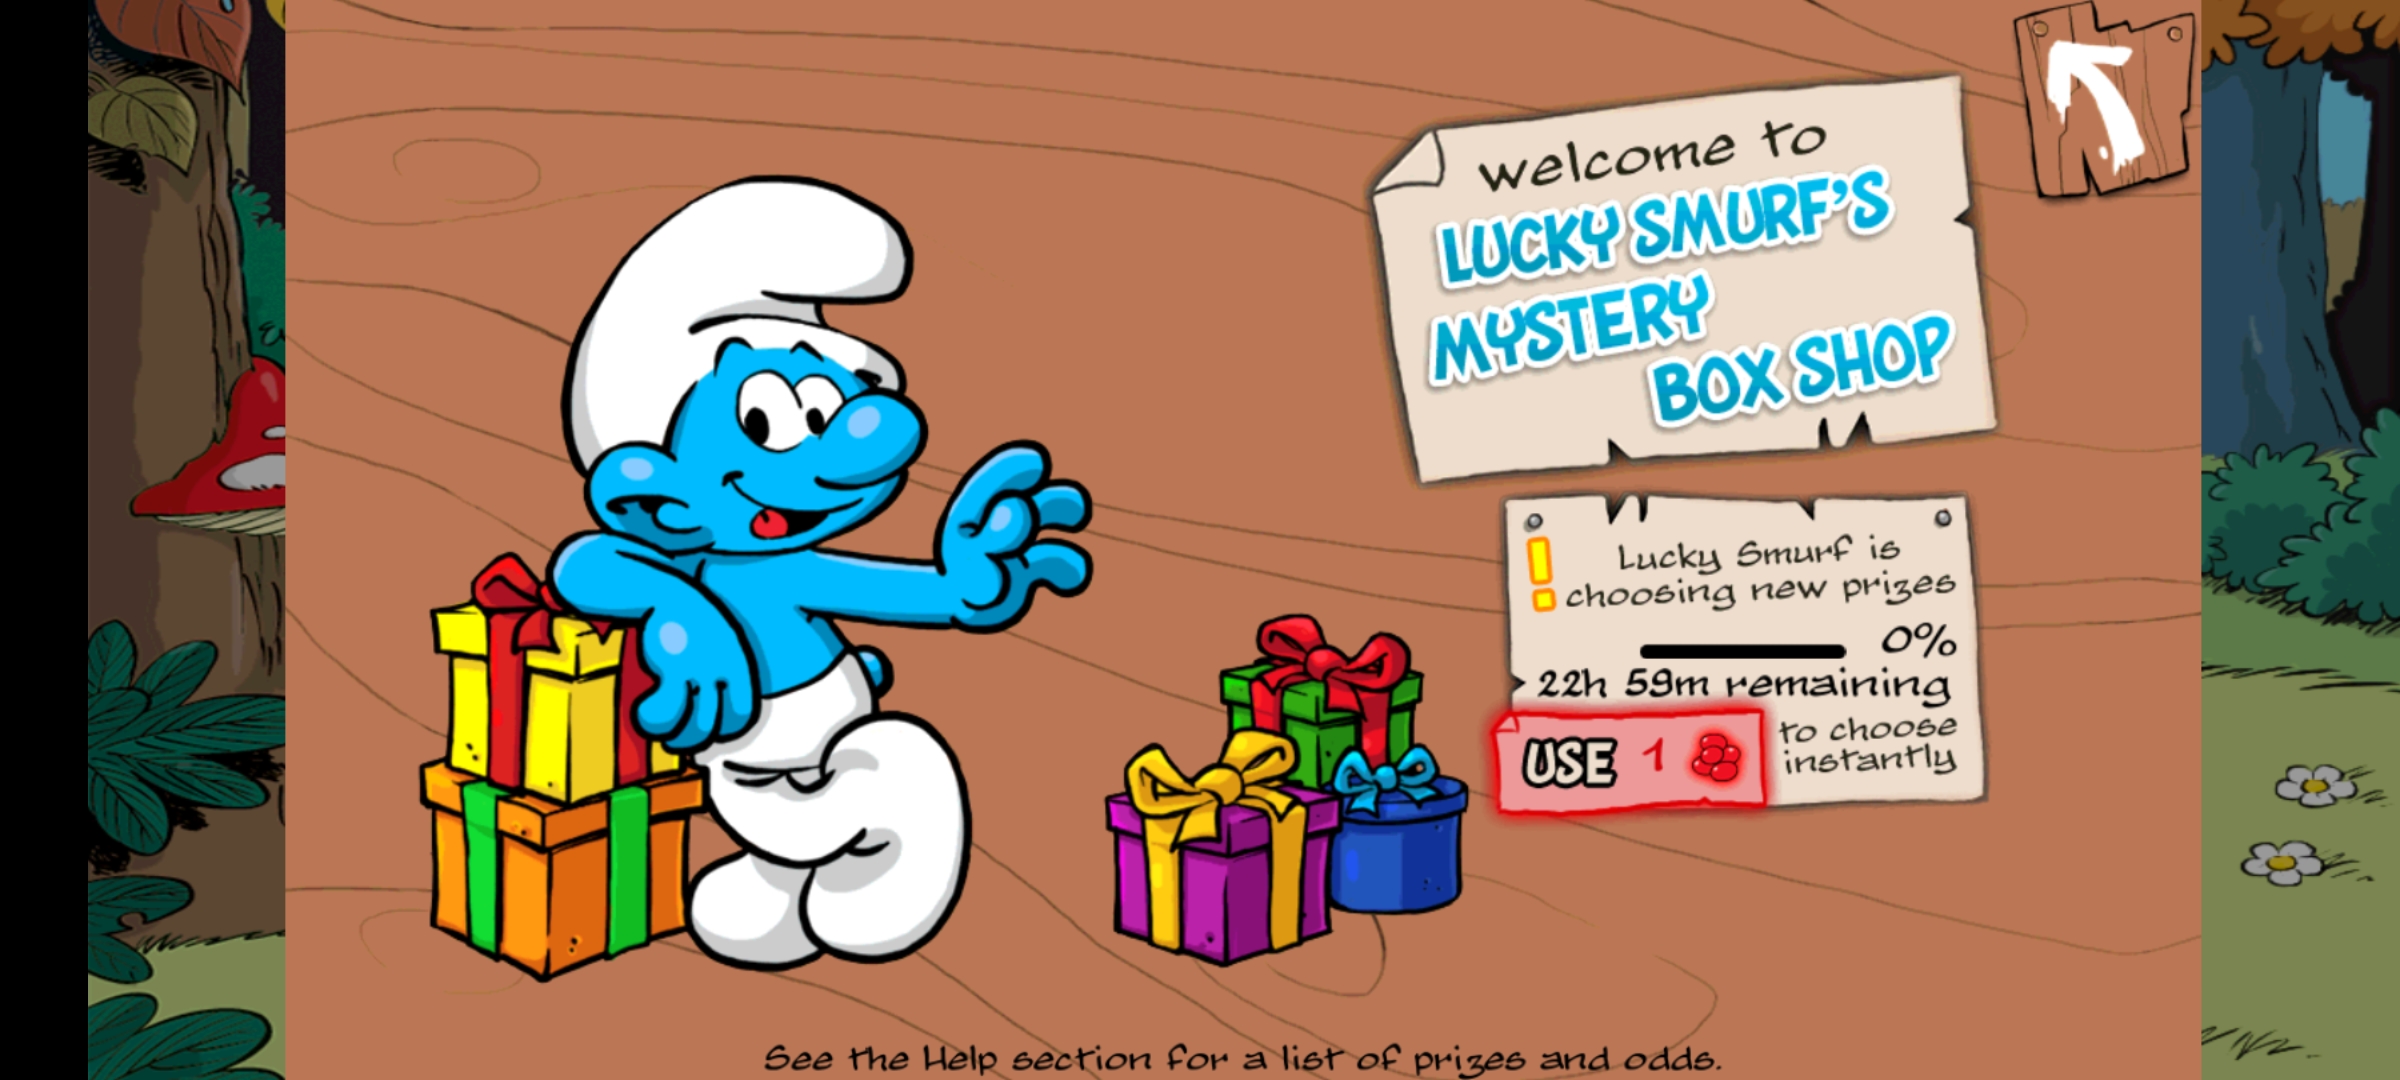 welcome to
LUCKY SMURF'S
MYSTERY
BOX SHOP
! Lucky Smurf is
choosing new prizes
0%
22h 59m remaining
USE 1
to choose
instantly
See the Help section for a list of prizes and odds.